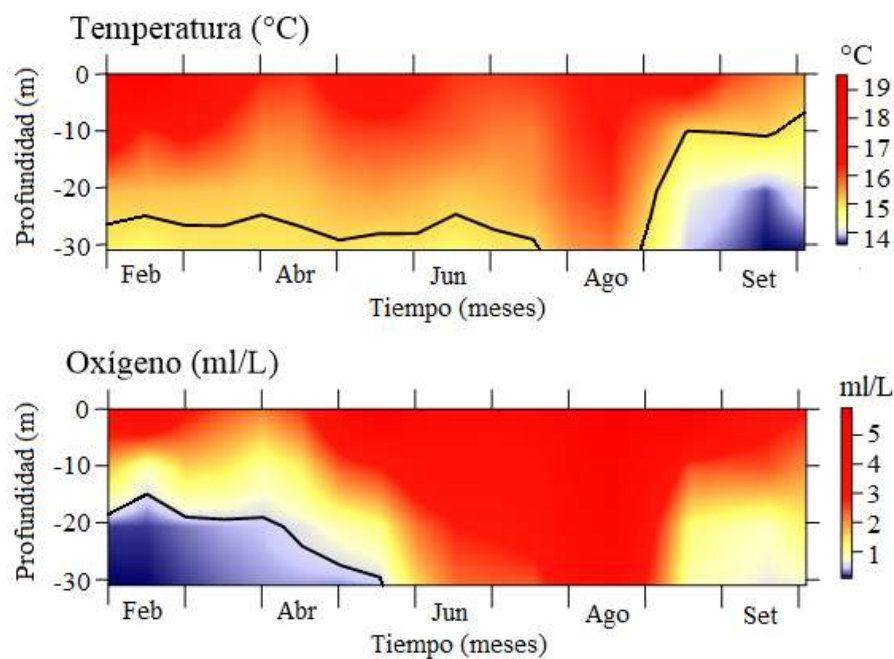 Temperatura (°C)
°C
Profundidad (m)
0
-10
-20
-30
19
18
17
16
15
14
Feb
Abr
Jun
Ago
Set
Tiempo (meses)
Oxígeno (ml/L)
ml/L
Profundidad (m)
0
-10
-20
-30
5
4
3
2
1
Feb
Abr
Jun
Ago
Set
Tiempo (meses)